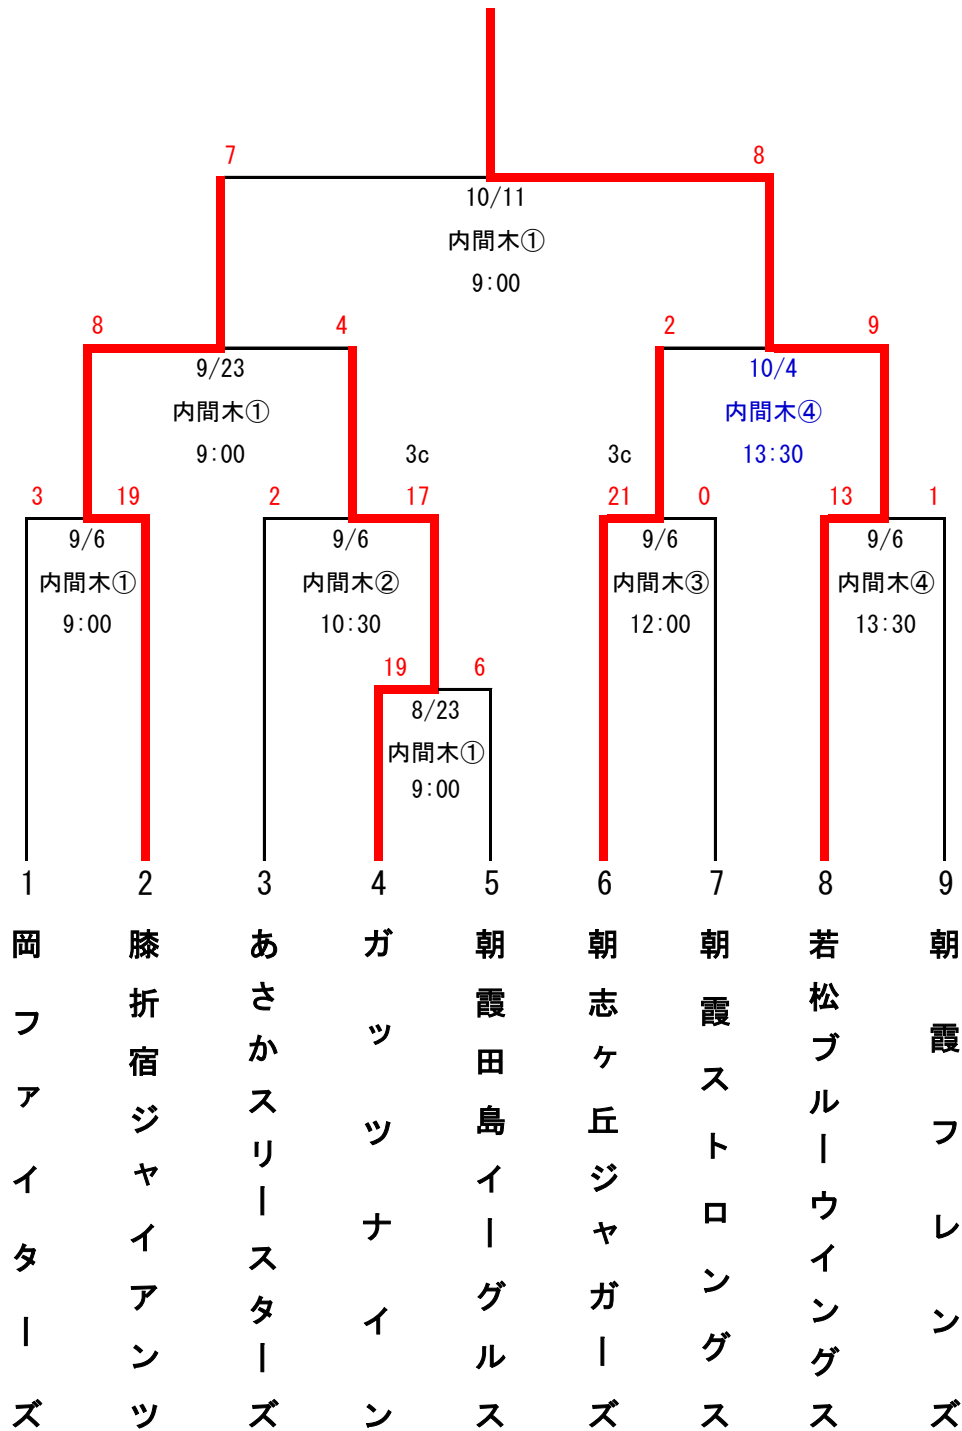 7 8
10/11
内間木①
9:00
8 4 2 9
9/23 10/4
内間木① 内間木④
9:00 3c 3c 13:30
3 19 2 17 21 0 13 1
9/6 9/6 9/6 9/6
内間木① 内間木② 内間木③ 内間木④
9:00 10:30 12:00 13:30
19 6
8/23
内間木①
9:00
1 2 3 4 5 6 7 8 9
岡ファイターズ
膝折宿ジャイアンツ
あさかスリースターズ
ガッツナイン
朝霞田島イーグルス
朝志ヶ丘ジャガーズ
朝霞ストロングス
若松ブルーウイングス
朝霞フレンズ